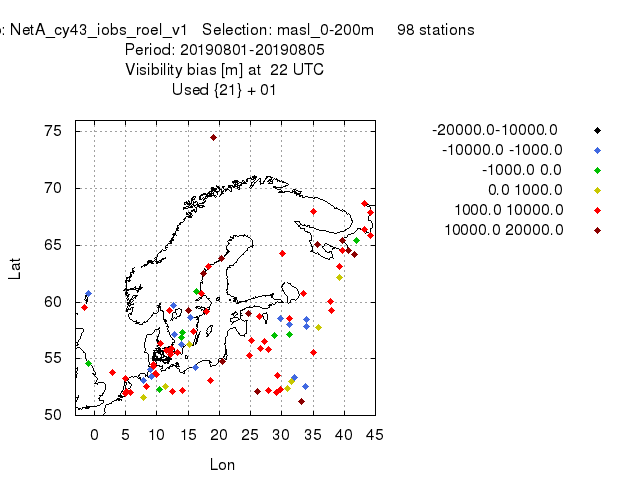 : NetA_cy43_iobs_roel_v1 Selection: masl_0-200m 98 stations
Period: 20190801-20190805
Visibility bias [m] at 22 UTC
Used {21} + 01
-20000.0-10000.0
-10000.0 -1000.0
-1000.0 0.0
0.0 1000.0
1000.0 10000.0
10000.0 20000.0
75
70
65
60
55
50
Lat
0 5 10 15 20 25 30 35 40 45
Lon